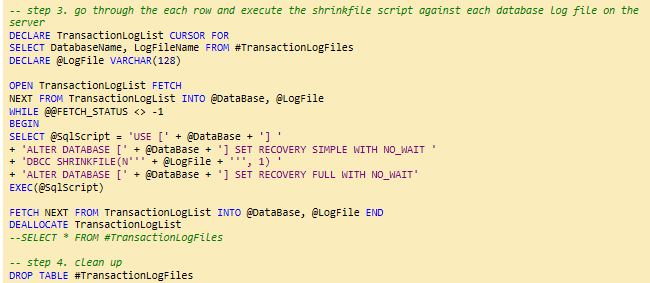 -- step 3. go through the each row and execute the shrinkfile script against each database log file on the
server
DECLARE TransactionLogList CURSOR FOR
SELECT DatabaseName, LogFileName FROM #TransactionLogFiles
DECLARE @LogFile VARCHAR(128)

OPEN TransactionLogList FETCH
NEXT FROM TransactionLogList INTO @DataBase, @LogFile
WHILE @@FETCH_STATUS <> -1
BEGIN
SELECT @SqlScript = 'USE [' + @DataBase + '] '
+ 'ALTER DATABASE [' + @DataBase + '] SET RECOVERY SIMPLE WITH NO_WAIT '
+ 'DBCC SHRINKFILE(N''' + @LogFile + ''', 1) '
+ 'ALTER DATABASE [' + @DataBase + '] SET RECOVERY FULL WITH NO_WAIT'
EXEC(@SqlScript)

FETCH NEXT FROM TransactionLogList INTO @DataBase, @LogFile END
DEALLOCATE TransactionLogList
--SELECT * FROM #TransactionLogFiles

-- step 4. clean up
DROP TABLE #TransactionLogFiles